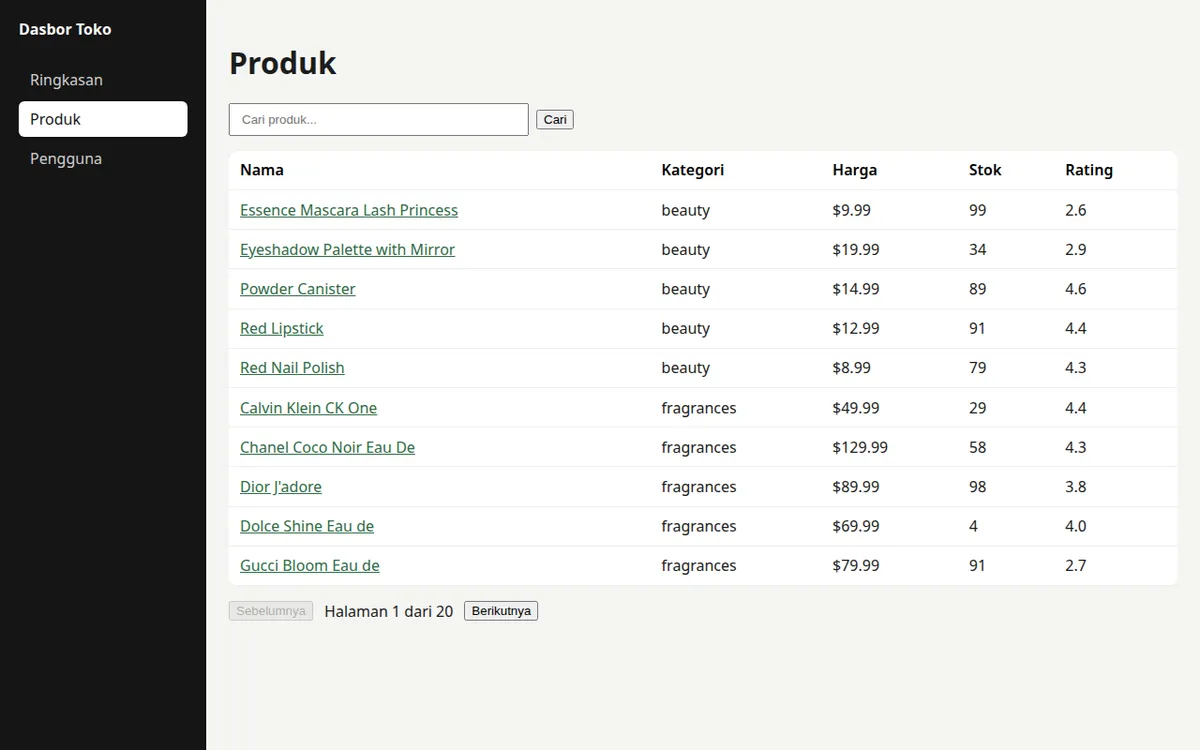 Dasbor Toko
Ringkasan
Produk
Pengguna
Produk
Cari produk... Cari
Nama Kategori Harga Stok Rating
Essence Mascara Lash Princess beauty $9.99 99 2.6
Eyeshadow Palette with Mirror beauty $19.99 34 2.9
Powder Canister beauty $14.99 89 4.6
Red Lipstick beauty $12.99 91 4.4
Red Nail Polish beauty $8.99 79 4.3
Calvin Klein CK One fragrances $49.99 29 4.4
Chanel Coco Noir Eau De fragrances $129.99 58 4.3
Dior J'adore fragrances $89.99 98 3.8
Dolce Shine Eau de fragrances $69.99 4 4.0
Gucci Bloom Eau de fragrances $79.99 91 2.7
Sebelumnya Halaman 1 dari 20 Berikutnya